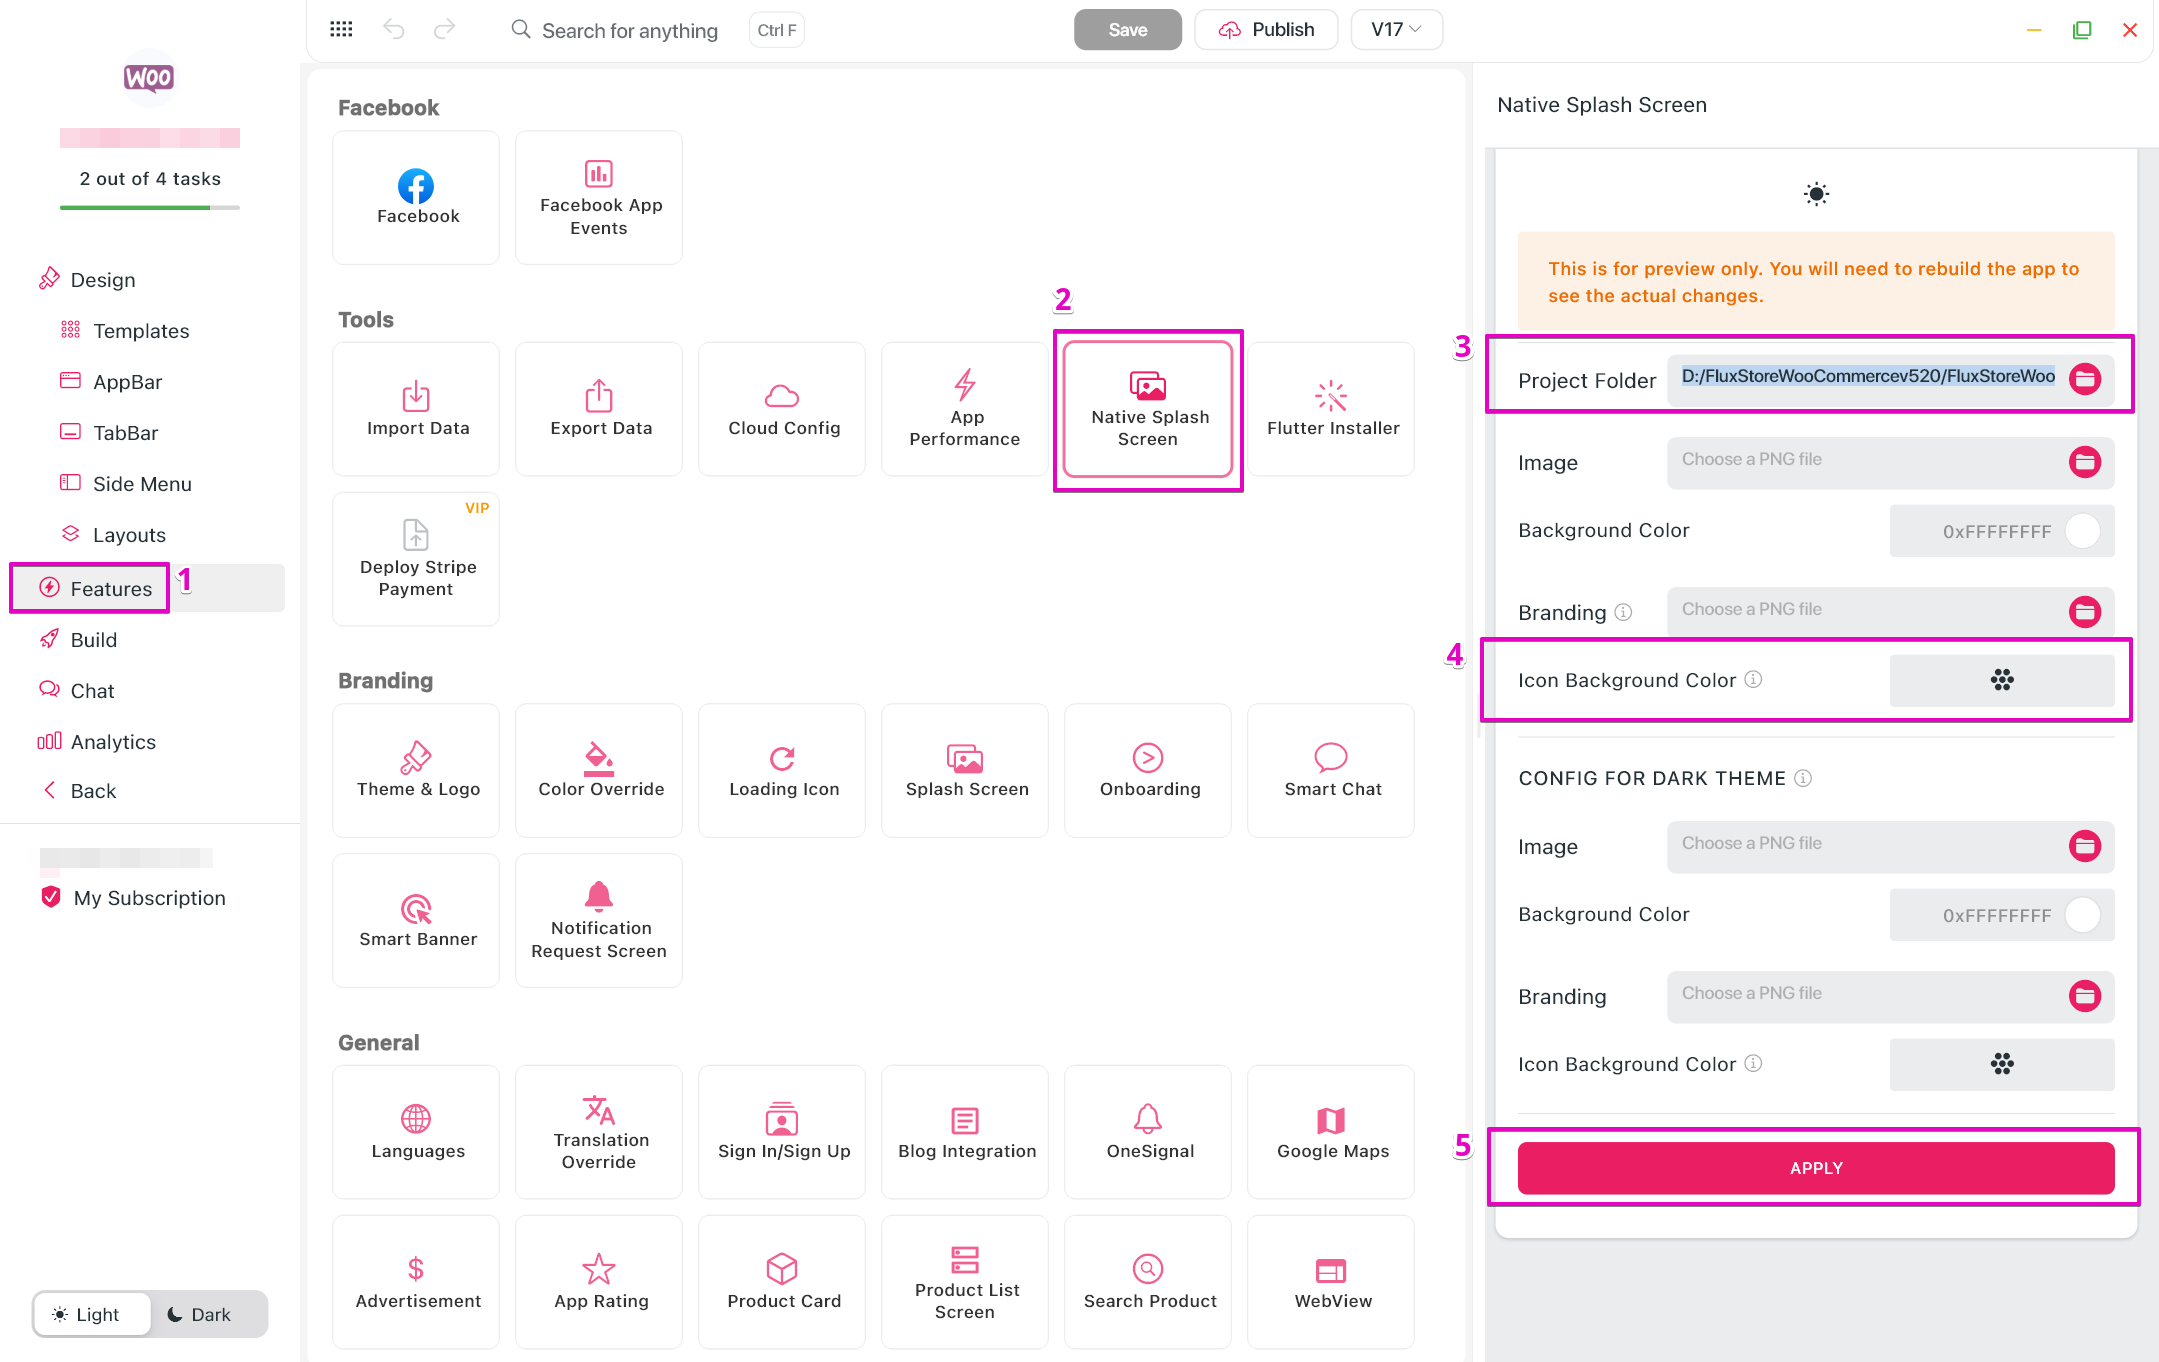 Search for anything
Ctrl F
Save
Publish
V17
WOO
2 out of 4 tasks
Design
Templates
AppBar
TabBar
Side Menu
Layouts
Features
1
Build
Chat
Analytics
Back
My Subscription
Light
Dark
Facebook
Facebook
Facebook App
Events
Tools
2
Import Data
Export Data
Cloud Config
App
Performance
Native Splash
Screen
Flutter Installer
VIP
Deploy Stripe
Payment
Branding
Theme & Logo
Color Override
Loading Icon
Splash Screen
Onboarding
Smart Chat
Smart Banner
Notification
Request Screen
General
Languages
Translation
Override
Sign In/Sign Up
Blog Integration
OneSignal
Google Maps
Advertisement
App Rating
Product Card
Product List
Screen
Search Product
WebView
Native Splash Screen
This is for preview only. You will need to rebuild the app to
see the actual changes.
3
Project Folder
D:/FluxStoreWooCommercev520/FluxStoreWoo
Image
Choose a PNG file
Background Color
0xFFFFFFFF
Branding
Choose a PNG file
4
Icon Background Color
CONFIG FOR DARK THEME
Image
Choose a PNG file
Background Color
0xFFFFFFFF
Branding
Choose a PNG file
Icon Background Color
5
APPLY